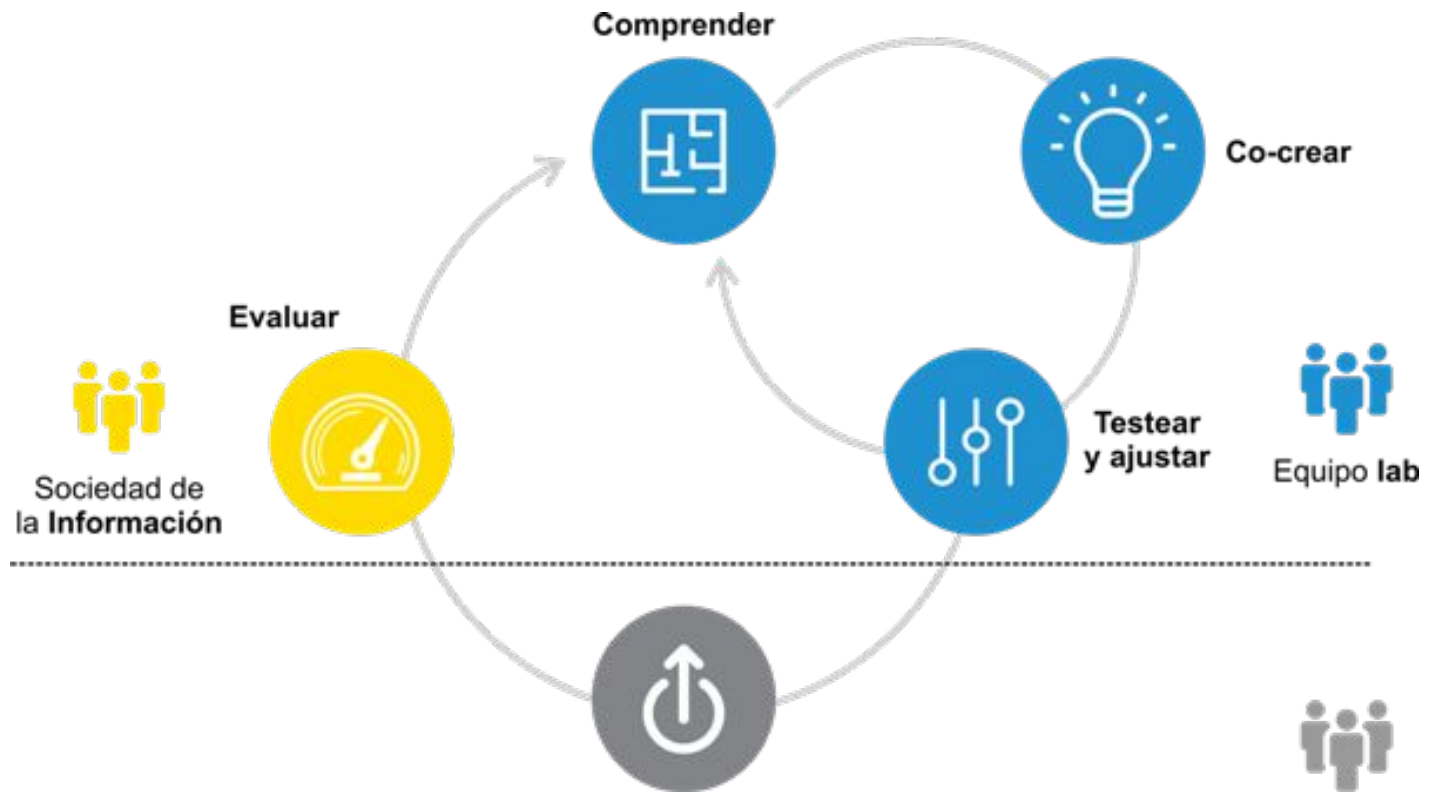 Comprender
Co-crear
Evaluar
Sociedad de
la Información
Testear
y ajustar
Equipo lab